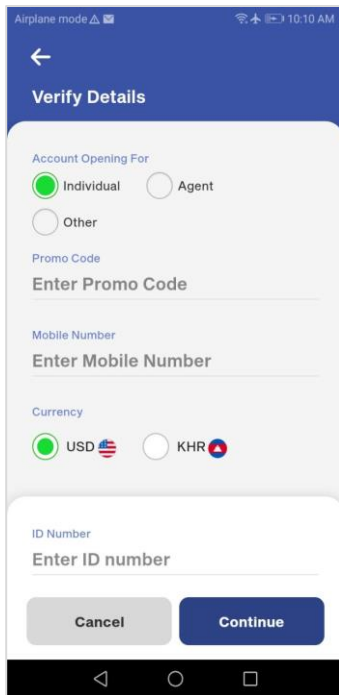 Airplane mode 10:10 AM
Verify Details
Account Opening For
Individual Agent
Other
Promo Code
Enter Promo Code
Mobile Number
Enter Mobile Number
Currency
USD KHR
ID Number
Enter ID number
Cancel Continue